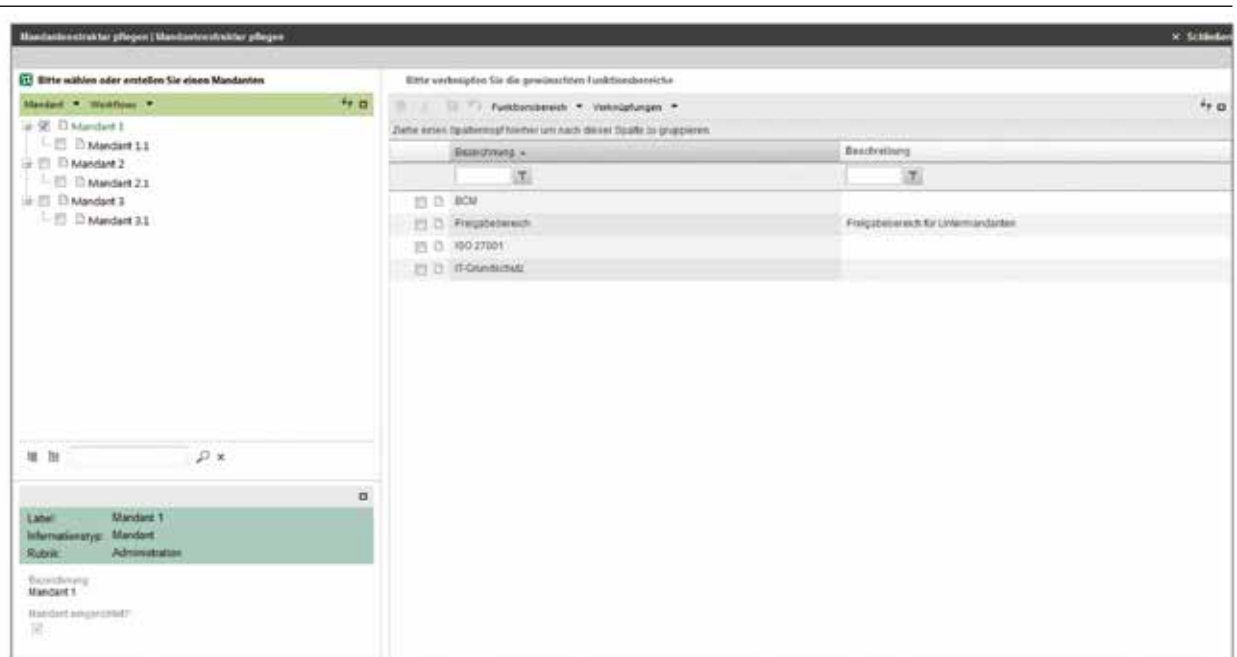 Mandantenstruktur pflegen | Mandantenstruktur pflegen
× Schließen
Bitte wählen oder erstellen Sie einen Mandanten
Mandant Workflows
Mandant 1
Mandant 1.1
Mandant 2
Mandant 2.1
Mandant 3
Mandant 3.1
Label: Mandant 1
Informationstyp: Mandant
Rubrik: Administration
Bezeichnung
Mandant 1
Mandant eingerichtet?
Bitte verknüpfen Sie die gewünschten Funktionsbereiche
Funktionsbereich Verknüpfungen
Ziehe einen Spaltenkopf hierher um nach dieser Spalte zu gruppieren
Bezeichnung Beschreibung
BCM
Freigabebereich Freigabebereich für Untermandanten
ISO 27001
IT-Grundschutz